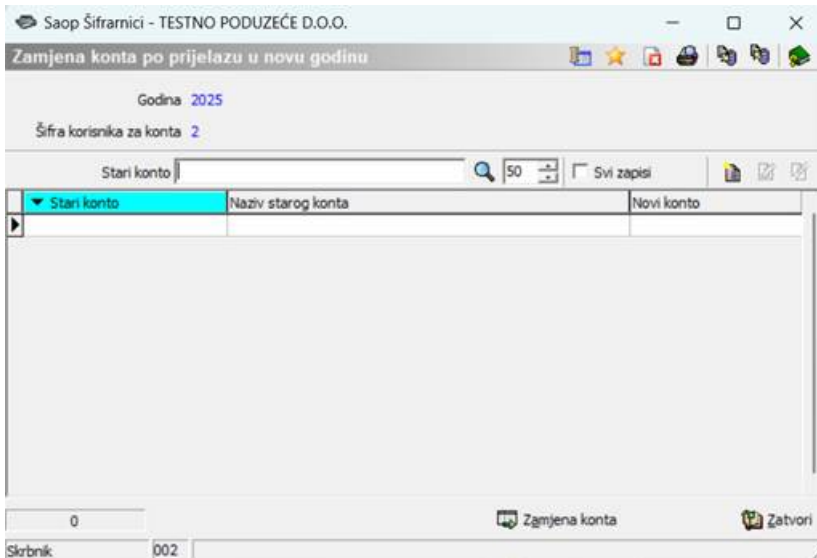 Saop Šifrarnici - TESTNO PODUZEĆE D.O.O.
Zamjena konta po prijelazu u novu godinu
Godina 2025
Šifra korisnika za konta 2
Stari konto 50 Svi zapisi
Stari konto Naziv starog konta Novi konto
0 Zamjena konta Zatvori
Skrbnik 002